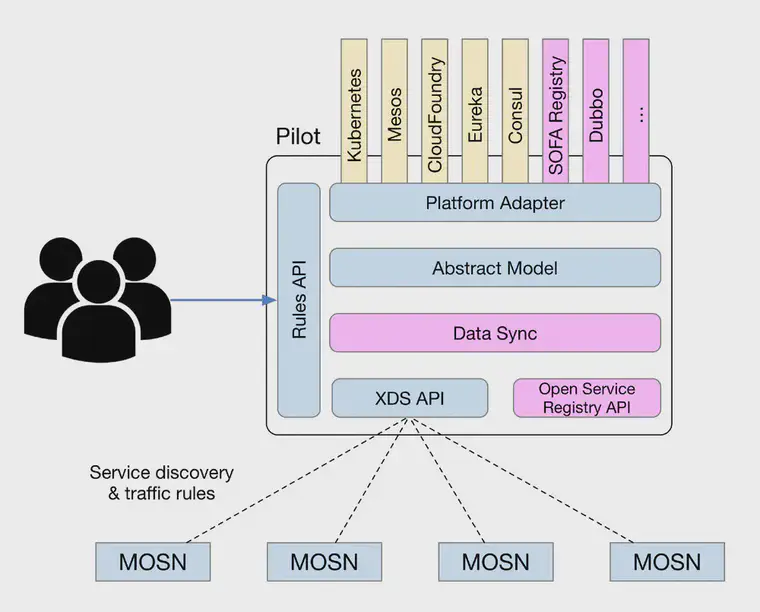 Pilot
Kubernetes
Mesos
CloudFoundry
Eureka
Consul
SOFA Registry
Dubbo
...
Rules API
Platform Adapter
Abstract Model
Data Sync
XDS API
Open Service
Registry API
Service discovery
& traffic rules
MOSN
MOSN
MOSN
MOSN